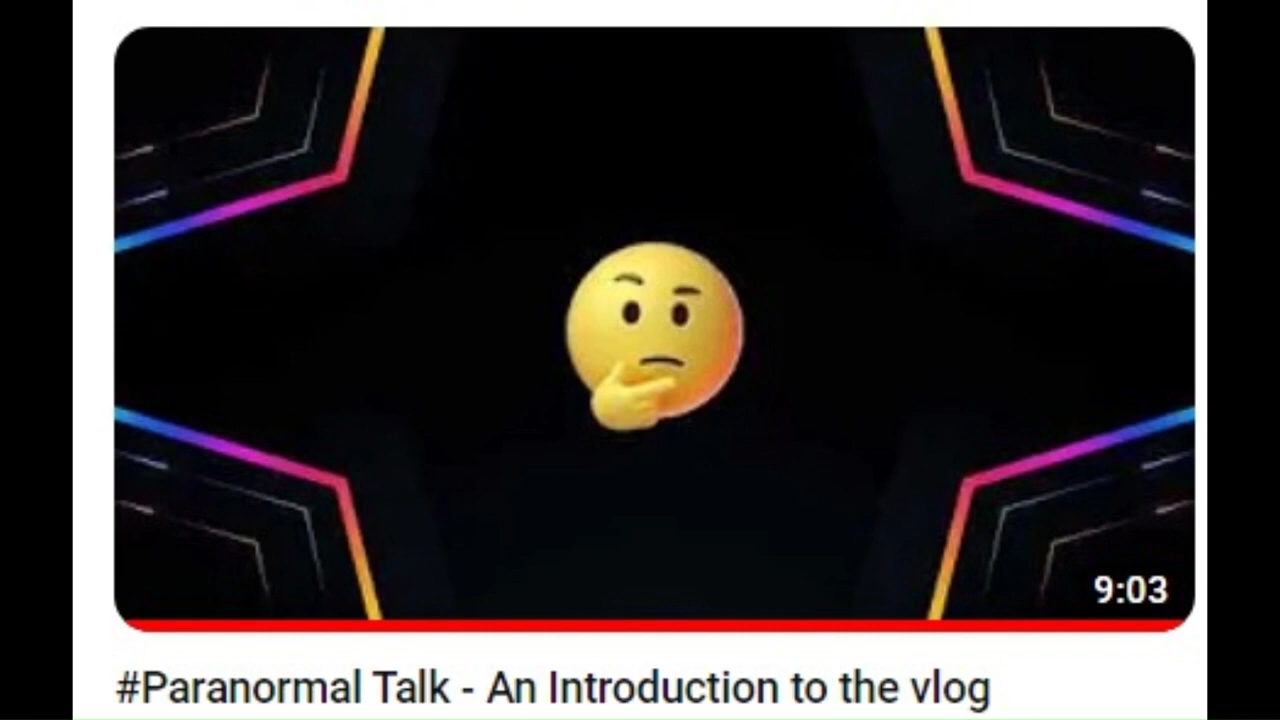 9:03
#Paranormal Talk - An Introduction to the vlog